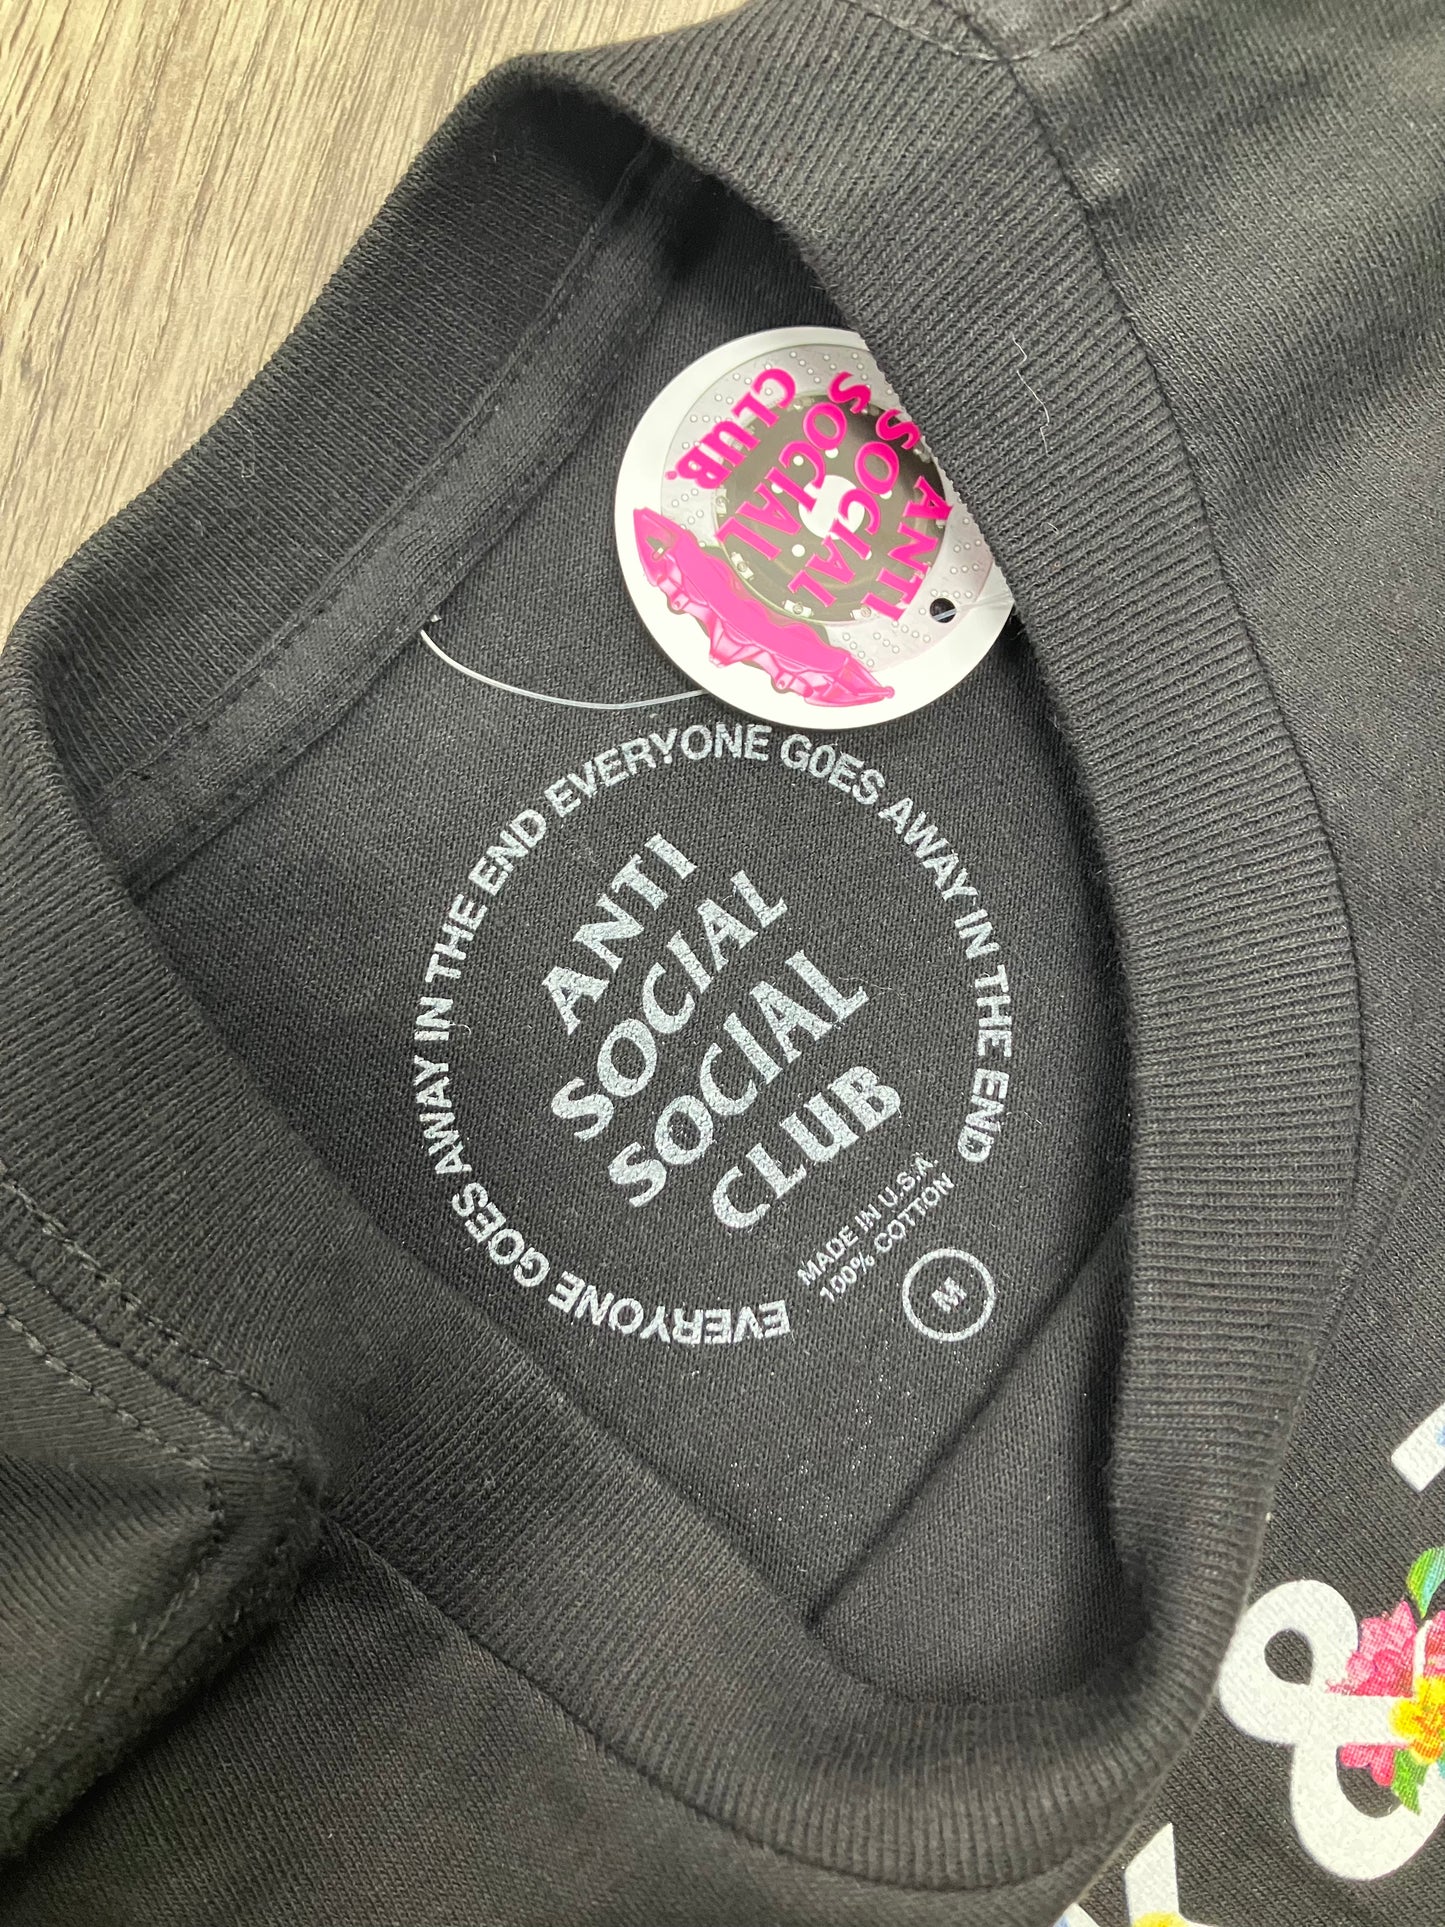 ANTI
SOCIAL
SOCIAL
CLUB.
EVERYONE GOES AWAY IN THE END EVERYONE G0ES AWAY IN THE END
ANTI
SOCIAL
SOCIAL
CLUB
MADE IN U.S.A.
100% COTTON
M